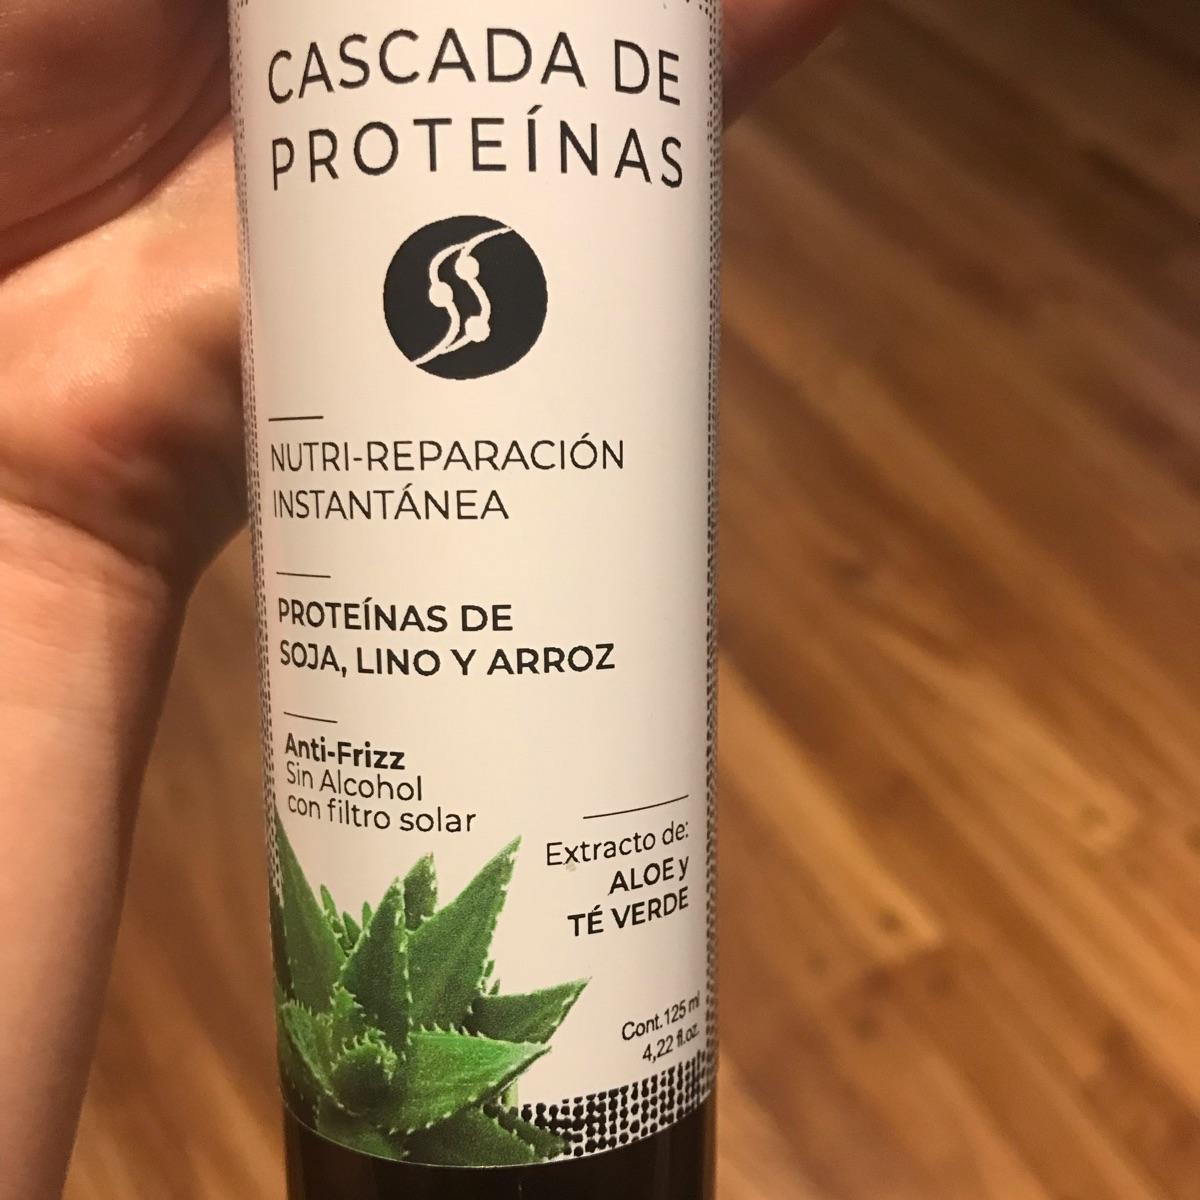 CASCADA DE
PROTEÍNAS
NUTRI-REPARACIÓN
INSTANTÁNEA
PROTEÍNAS DE
SOJA, LINO Y ARROZ
Anti-Frizz
Sin Alcohol
con filtro solar
Extracto de:
ALOE y
TÉ VERDE
Cont.125 ml
4,22 fl.oz.